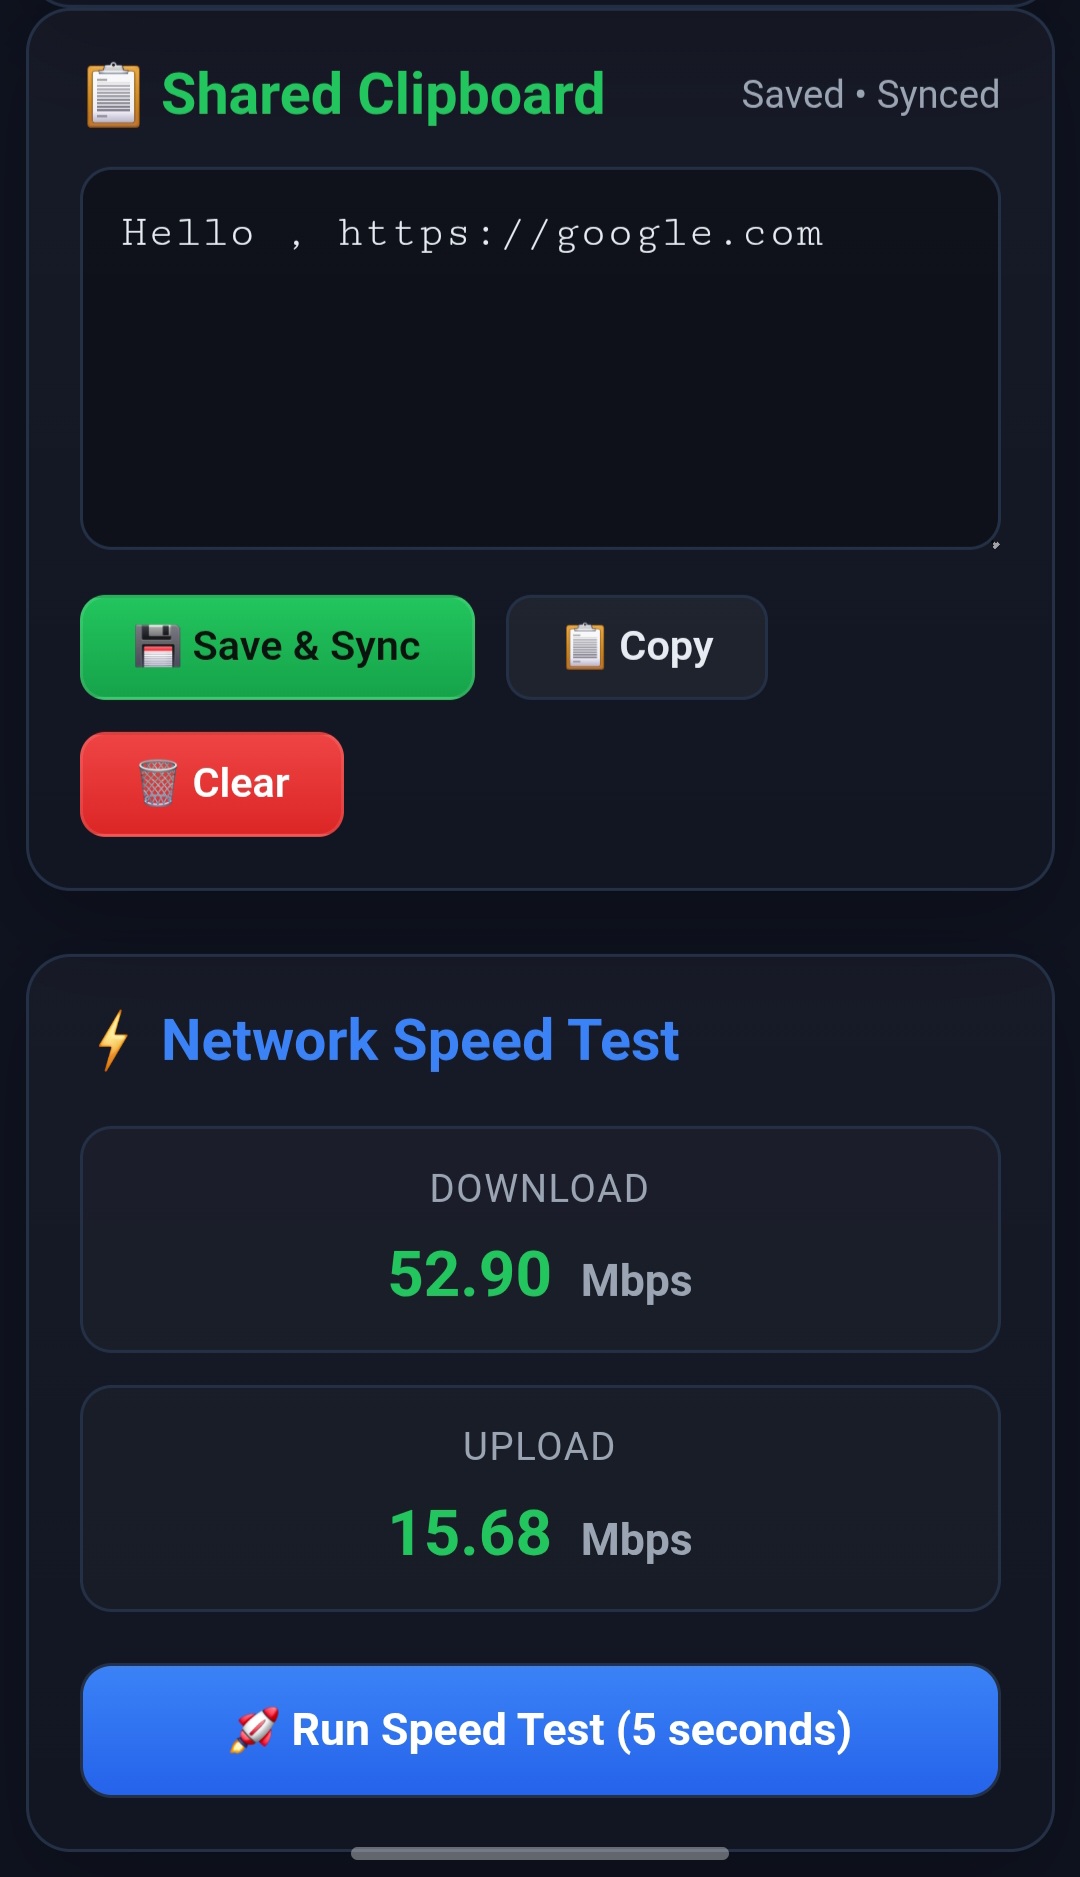 📋 Shared Clipboard
Saved • Synced
Hello , https://google.com
💾 Save & Sync
📋 Copy
🗑️ Clear
⚡ Network Speed Test
DOWNLOAD
52.90 Mbps
UPLOAD
15.68 Mbps
🚀 Run Speed Test (5 seconds)